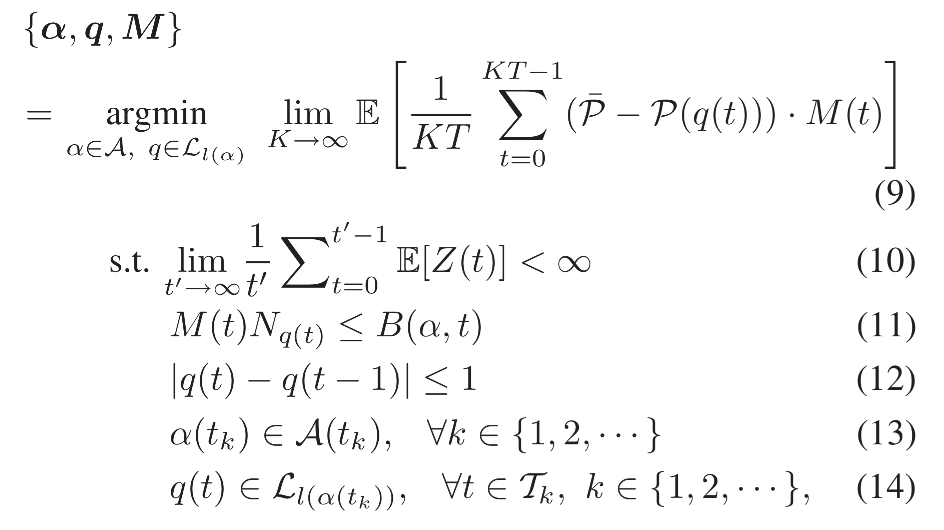 {α, q, M}
= argmin_{α∈𝒜, q∈ℒ_{l(α)}} lim_{K→∞} 𝔼[ 1/(KT) ∑_{t=0}^{KT−1} (𝒫̄ − 𝒫(q(t))) · M(t) ]
(9)
s.t. lim_{t′→∞} 1/t′ ∑_{t=0}^{t′−1} 𝔼[Z(t)] < ∞ (10)
M(t)N_{q(t)} ≤ B(α, t) (11)
|q(t) − q(t − 1)| ≤ 1 (12)
α(t_k) ∈ 𝒜(t_k), ∀k ∈ {1, 2, ⋯} (13)
q(t) ∈ ℒ_{l(α(t_k))}, ∀t ∈ 𝒯_k, k ∈ {1, 2, ⋯}, (14)